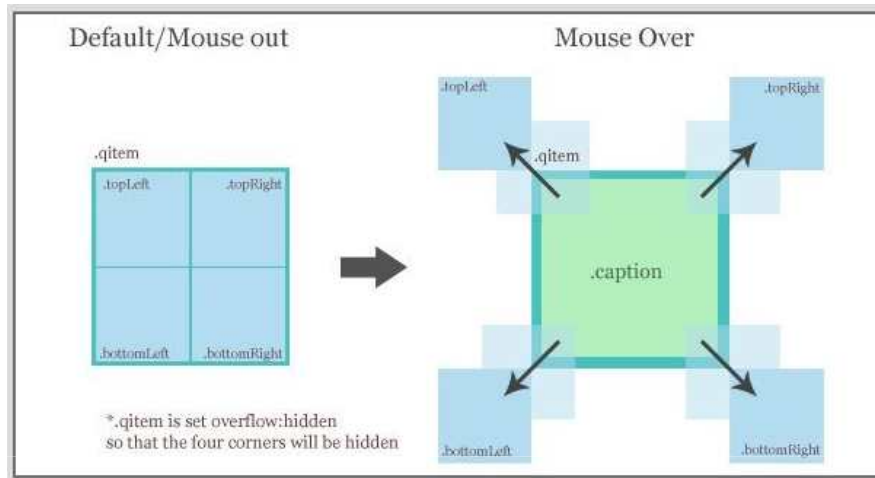 Default/Mouse out
Mouse Over
.qitem
.topLeft
.topRight
.bottomLeft
.bottomRight
*.qitem is set overflow:hidden
so that the four corners will be hidden
.topLeft
.topRight
.qitem
.caption
.bottomLeft
.bottomRight